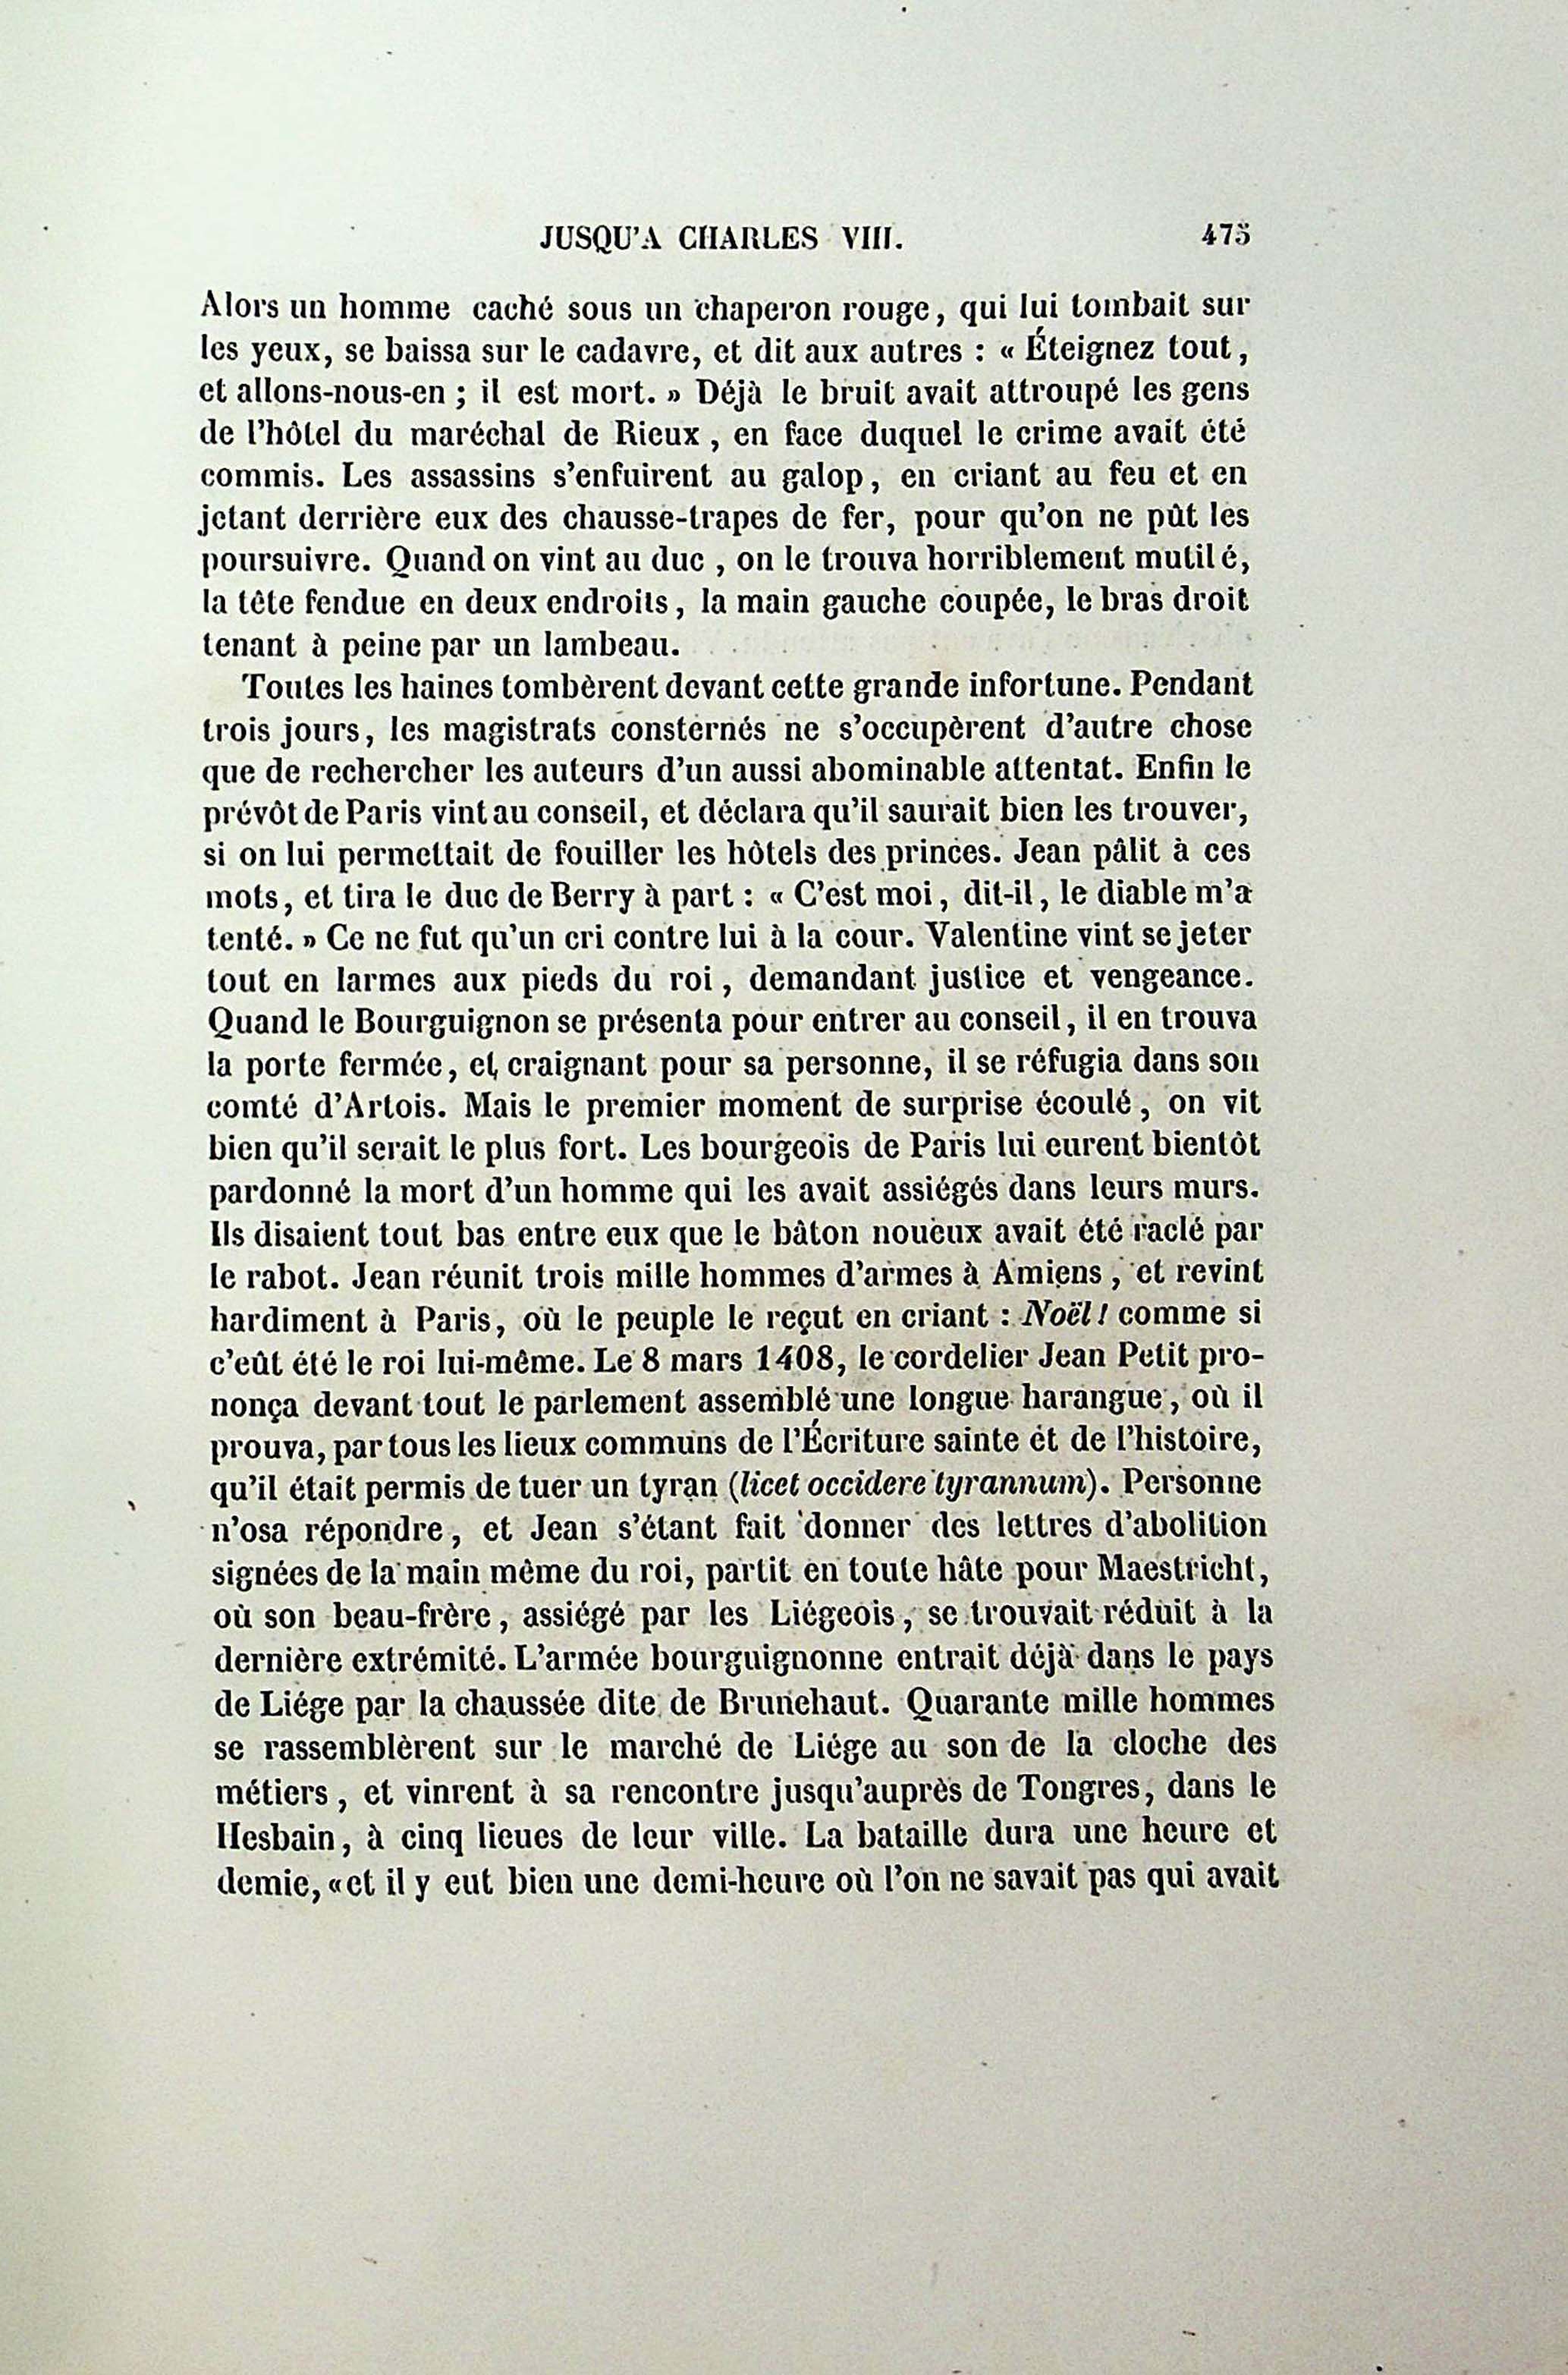 JUSQU'A CHARLES VIII. 475
Alors un homme caché sous un chaperon rouge, qui lui tombait sur
les yeux, se baissa sur le cadavre, et dit aux autres : « Éteignez tout,
et allons-nous-en ; il est mort. » Déjà le bruit avait attroupé les gens
de l'hôtel du maréchal de Rieux, en face duquel le crime avait été
commis. Les assassins s'enfuirent au galop, en criant au feu et en
jetant derrière eux des chausse-trapes de fer, pour qu'on ne pût les
poursuivre. Quand on vint au duc, on le trouva horriblement mutilé,
la tête fendue en deux endroits, la main gauche coupée, le bras droit
tenant à peine par un lambeau.
Toutes les haines tombèrent devant cette grande infortune. Pendant
trois jours, les magistrats consternés ne s'occupèrent d'autre chose
que de rechercher les auteurs d'un aussi abominable attentat. Enfin le
prévôt de Paris vint au conseil, et déclara qu'il saurait bien les trouver,
si on lui permettait de fouiller les hôtels des princes. Jean pâlit à ces
mots, et tira le duc de Berry à part : « C'est moi, dit-il, le diable m'a
tenté. » Ce ne fut qu'un cri contre lui à la cour. Valentine vint se jeter
tout en larmes aux pieds du roi, demandant justice et vengeance.
Quand le Bourguignon se présenta pour entrer au conseil, il en trouva
la porte fermée, et, craignant pour sa personne, il se réfugia dans son
comté d'Artois. Mais le premier moment de surprise écoulé, on vit
bien qu'il serait le plus fort. Les bourgeois de Paris lui eurent bientôt
pardonné la mort d'un homme qui les avait assiégés dans leurs murs.
Ils disaient tout bas entre eux que le bâton noueux avait été raclé par
le rabot. Jean réunit trois mille hommes d'armes à Amiens, et revint
hardiment à Paris, où le peuple le reçut en criant : Noël! comme si
c'eût été le roi lui-même. Le 8 mars 1408, le cordelier Jean Petit pro-
nonça devant tout le parlement assemblé une longue harangue, où il
prouva, par tous les lieux communs de l'Écriture sainte et de l'histoire,
qu'il était permis de tuer un tyran (licet occidere tyrannum). Personne
n'osa répondre, et Jean s'étant fait donner des lettres d'abolition
signées de la main même du roi, partit en toute hâte pour Maestricht,
où son beau-frère, assiégé par les Liégeois, se trouvait réduit à la
dernière extrémité. L'armée bourguignonne entrait déjà dans le pays
de Liége par la chaussée dite de Brunehaut. Quarante mille hommes
se rassemblèrent sur le marché de Liége au son de la cloche des
métiers, et vinrent à sa rencontre jusqu'auprès de Tongres, dans le
Hesbain, à cinq lieues de leur ville. La bataille dura une heure et
demie, «et il y eut bien une demi-heure où l'on ne savait pas qui avait